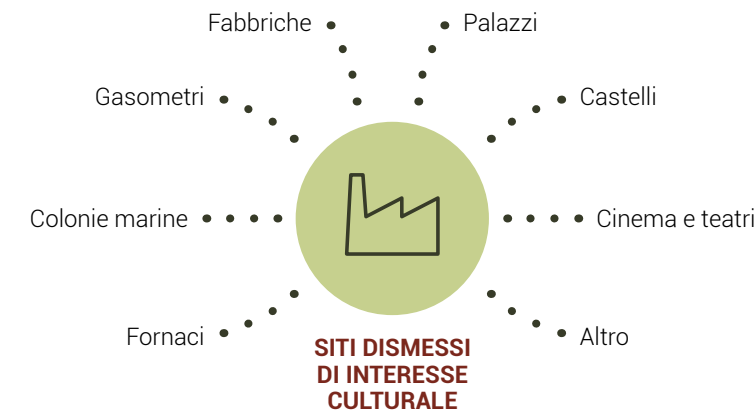 Fabbriche
Palazzi
Gasometri
Castelli
Colonie marine
Cinema e teatri
Fornaci
Altro
SITI DISMESSI
DI INTERESSE
CULTURALE